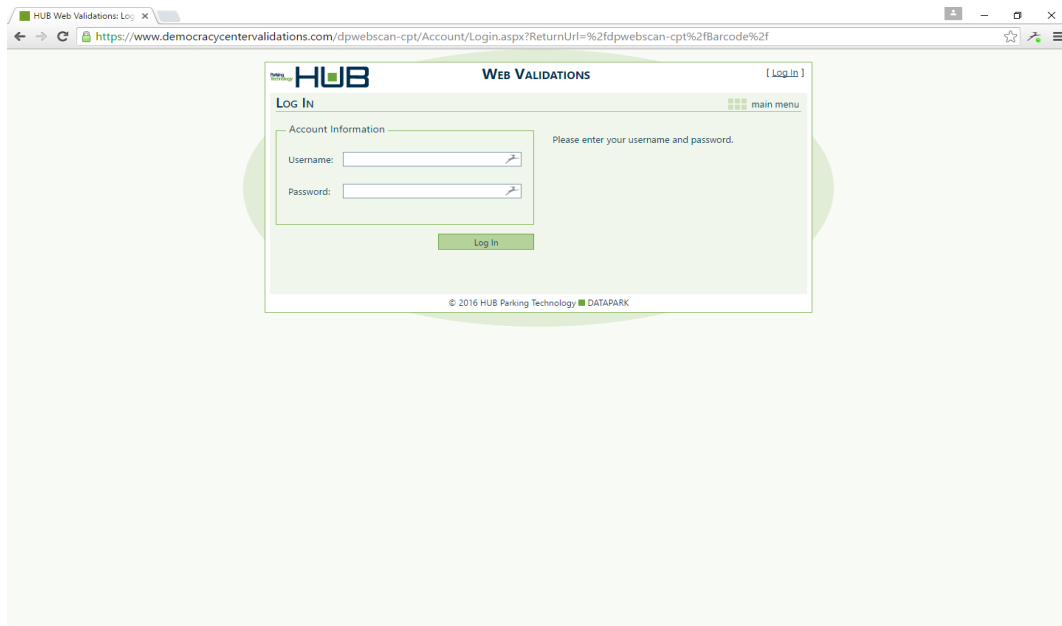 HUB Web Validations: Log
https://www.democracycentervalidations.com/dpwebscan-cpt/Account/Login.aspx?ReturnUrl=%2fdpwebscan-cpt%2fBarcode%2f
Parking Technology HUB
WEB VALIDATIONS
[ Log In ]
LOG IN
main menu
Account Information
Please enter your username and password.
Username:
Password:
Log In
© 2016 HUB Parking Technology DATAPARK